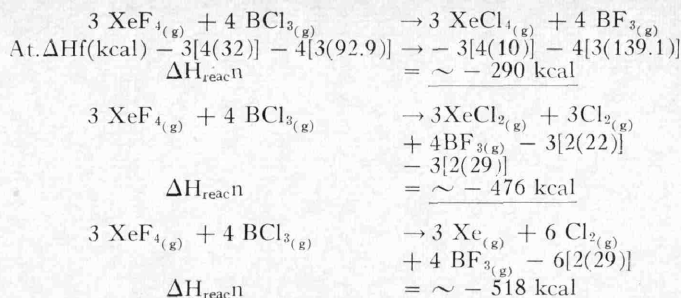 3 XeF₄₍g₎ + 4 BCl₃₍g₎ → 3 XeCl₄₍g₎ + 4 BF₃₍g₎
At.ΔHf(kcal) − 3[4(32)] − 4[3(92.9)] → − 3[4(10)] − 4[3(139.1)]
ΔHreacn = ∼ − 290 kcal
3 XeF₄₍g₎ + 4 BCl₃₍g₎ → 3XeCl₂₍g₎ + 3Cl₂₍g₎
+ 4BF₃₍g₎ − 3[2(22)]
− 3[2(29)]
ΔHreacn = ∼ − 476 kcal
3 XeF₄₍g₎ + 4 BCl₃₍g₎ → 3 Xe₍g₎ + 6 Cl₂₍g₎
+ 4 BF₃₍g₎ − 6[2(29)]
ΔHreacn = ∼ − 518 kcal